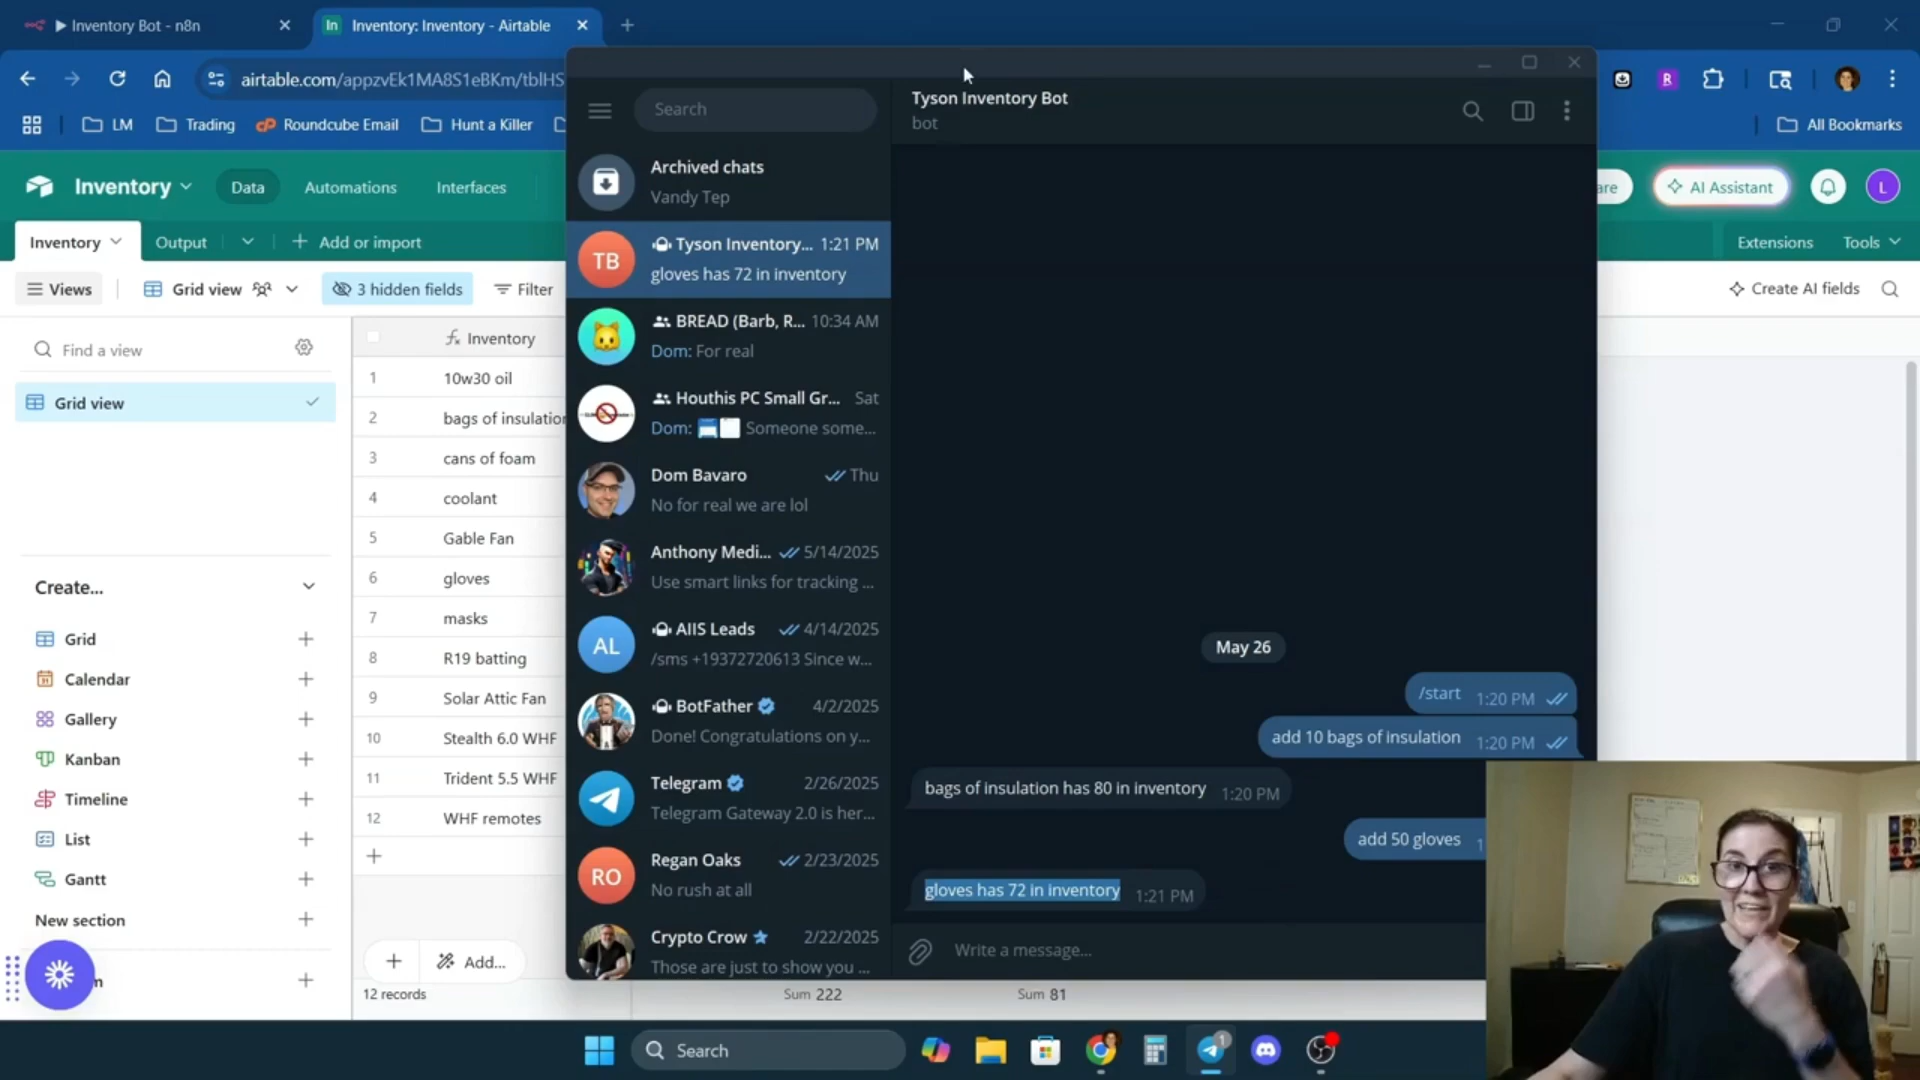 Inventory Bot - n8n
In
Inventory: Inventory - Airtable
airtable.com/appzvEk1MA8S1eBKm/tblHS
R
LM
Trading
Roundcube Email
Hunt a Killer
All Bookmarks
Inventory
Data
Automations
Interfaces
are
AI Assistant
L
Inventory
Output
Add or import
Extensions
Tools
Views
Grid view
3 hidden fields
Filter
Create AI fields
Find a view
Grid view
Create...
Grid
Calendar
Gallery
Kanban
Timeline
List
Gantt
New section
Inventory
1 10w30 oil
2 bags of insulation
3 cans of foam
4 coolant
5 Gable Fan
6 gloves
7 masks
8 R19 batting
9 Solar Attic Fan
10 Stealth 6.0 WHF
11 Trident 5.5 WHF
12 WHF remotes
Add...
12 records
Sum 222
Sum 81
Search
Archived chats
Vandy Tep
TB
Tyson Inventory... 1:21 PM
gloves has 72 in inventory
BREAD (Barb, R... 10:34 AM
Dom: For real
Houthis PC Small Gr... Sat
Dom: Someone some...
Dom Bavaro Thu
No for real we are lol
Anthony Medi... 5/14/2025
Use smart links for tracking ...
AL
AIIS Leads 4/14/2025
/sms +19372720613 Since w...
BotFather 4/2/2025
Done! Congratulations on y...
Telegram 2/26/2025
Telegram Gateway 2.0 is her...
RO
Regan Oaks 2/23/2025
No rush at all
Crypto Crow 2/22/2025
Those are just to show you ...
Tyson Inventory Bot
bot
May 26
/start 1:20 PM
add 10 bags of insulation 1:20 PM
bags of insulation has 80 in inventory 1:20 PM
add 50 gloves 1
gloves has 72 in inventory 1:21 PM
Write a message...
Search
1